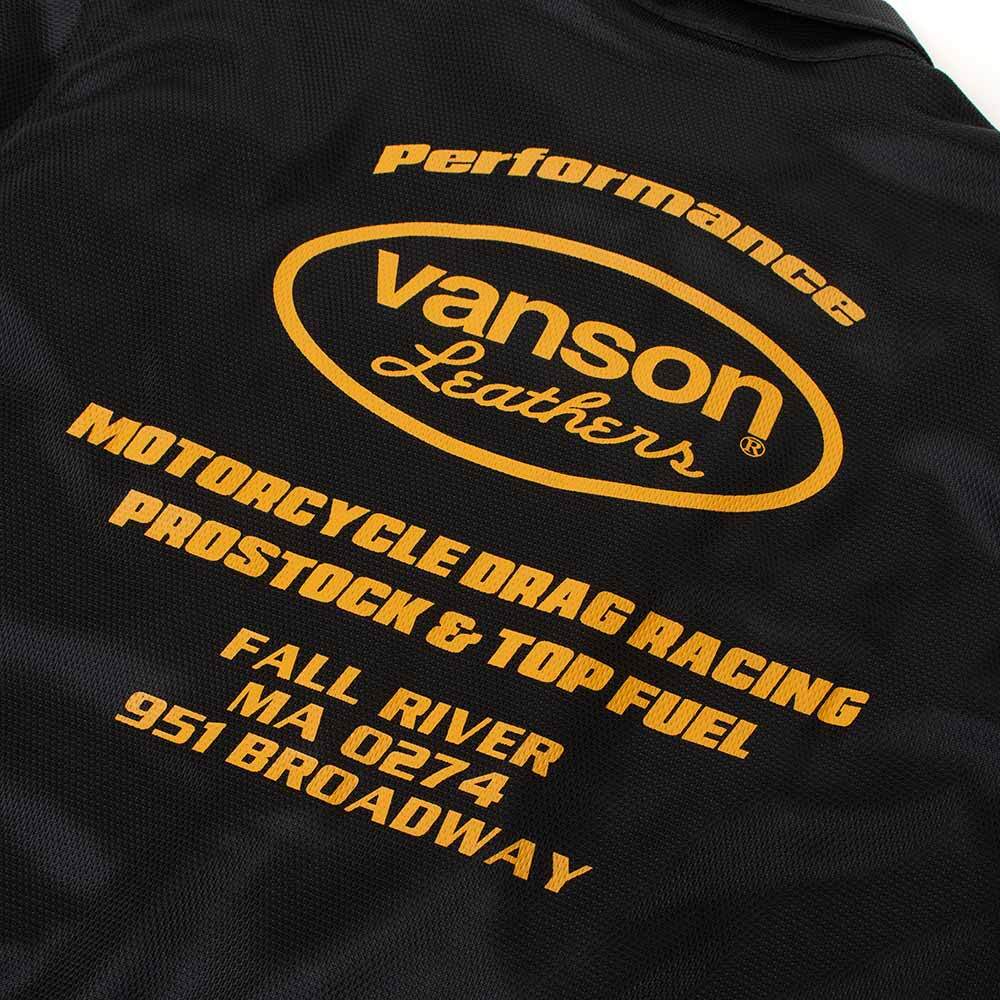 Performance
vanson
Leathers®
MOTORCYCLE DRAG RACING
PROSTOCK & TOP FUEL
FALL RIVER
MA 0274
951 BROADWAY